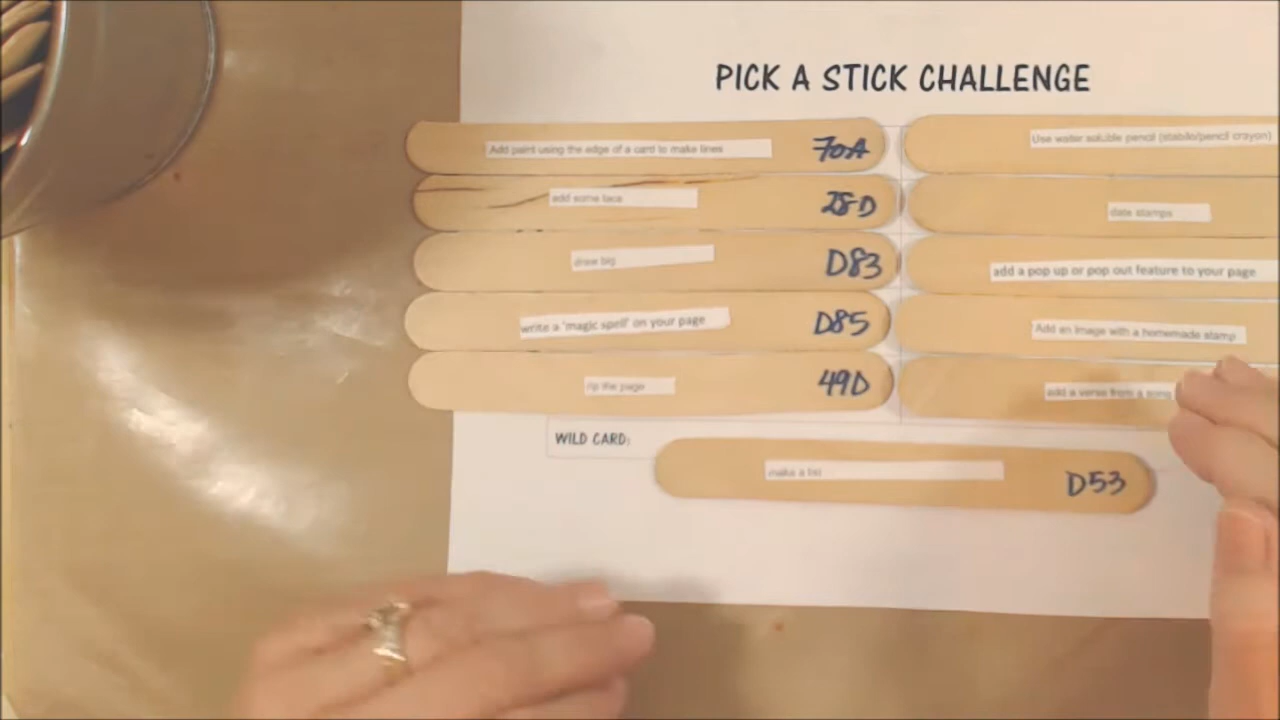 PICK A STICK CHALLENGE
Add paint using the edge of a card to make lines 70A
add some lace 28-D
draw big D83
write a 'magic spell' on your page D85
rip the page 49D
Use water soluble pencil (stabilo/pencil crayon)
date stamps
add a pop up or pop out feature to your page
Add an image with a homemade stamp
add a verse from a song
WILD CARD:
make a list D53